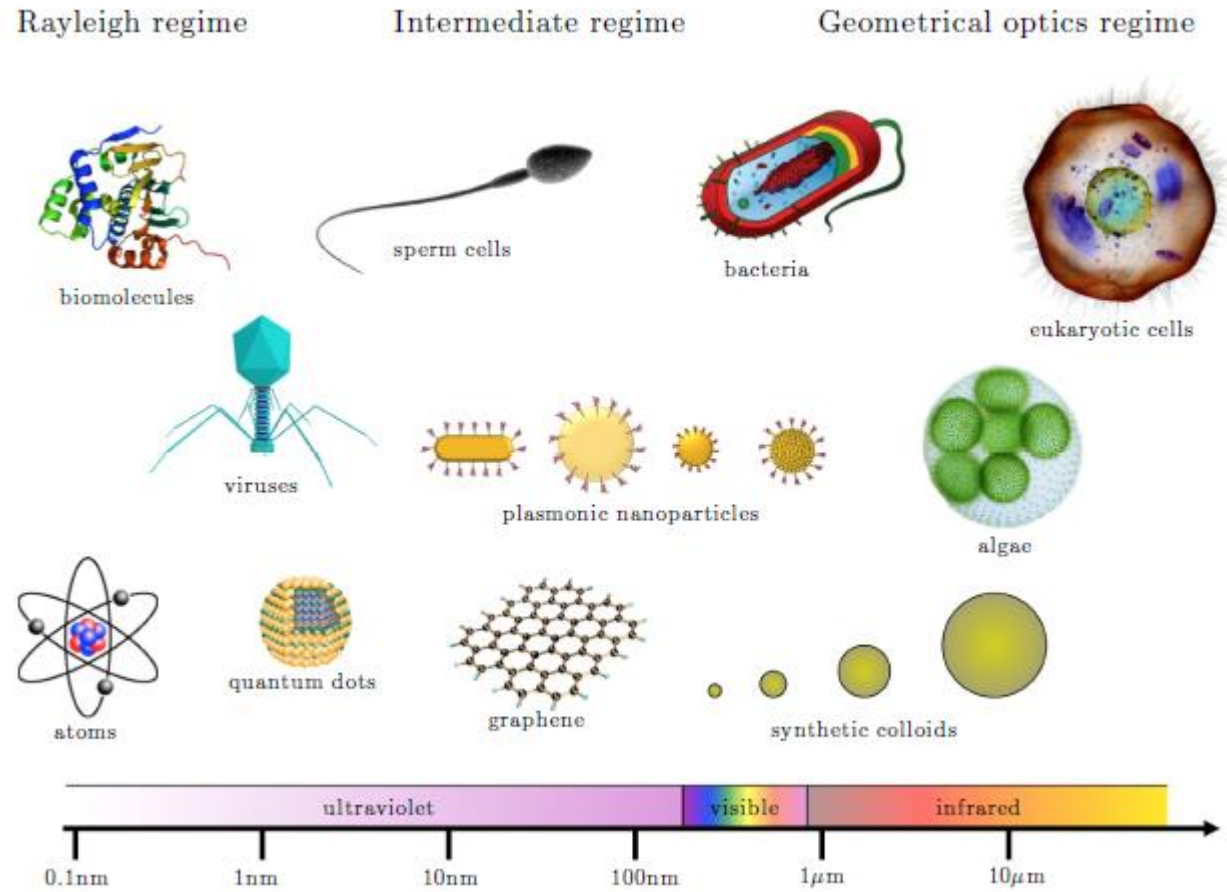 Rayleigh regime
Intermediate regime
Geometrical optics regime
sperm cells
bacteria
biomolecules
eukaryotic cells
viruses
plasmonic nanoparticles
algae
quantum dots
graphene
atoms
synthetic colloids
ultraviolet
visible
infrared
0.1nm
1nm
10nm
100nm
1μm
10μm